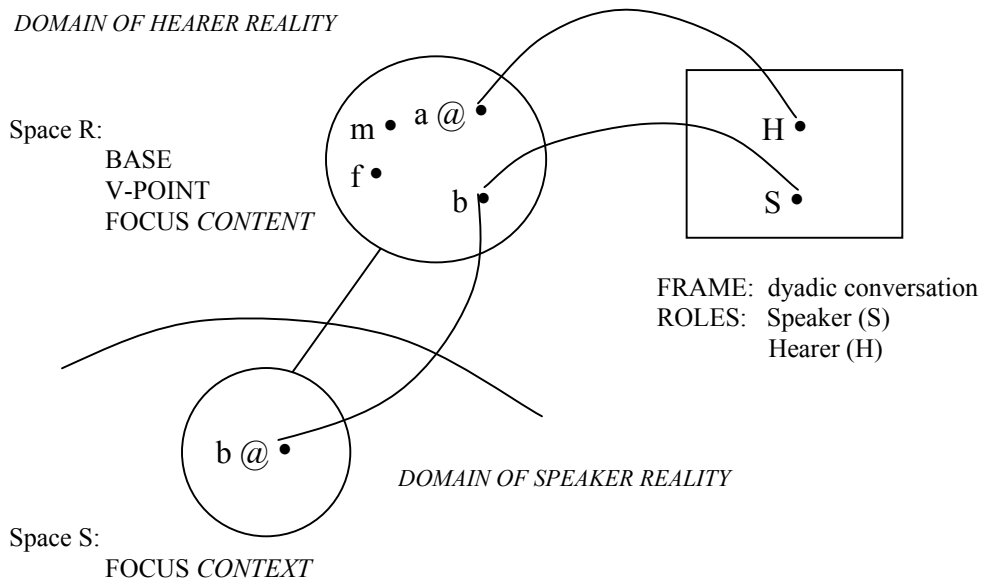 DOMAIN OF HEARER REALITY
a @
m
H
Space R:
BASE
f
V-POINT
b
S
FOCUS CONTENT
FRAME: dyadic conversation
ROLES: Speaker (S)
Hearer (H)
b @
DOMAIN OF SPEAKER REALITY
Space S:
FOCUS CONTEXT